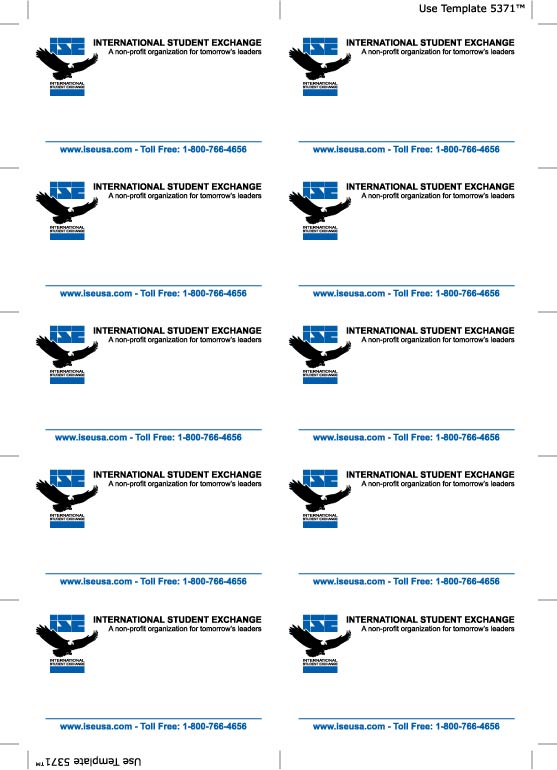 Use Template 5371™
ISE
INTERNATIONAL STUDENT EXCHANGE
A non-profit organization for tomorrow's leaders
INTERNATIONAL
STUDENT EXCHANGE
www.iseusa.com - Toll Free: 1-800-766-4656
ISE
INTERNATIONAL STUDENT EXCHANGE
A non-profit organization for tomorrow's leaders
INTERNATIONAL
STUDENT EXCHANGE
www.iseusa.com - Toll Free: 1-800-766-4656
ISE
INTERNATIONAL STUDENT EXCHANGE
A non-profit organization for tomorrow's leaders
INTERNATIONAL
STUDENT EXCHANGE
www.iseusa.com - Toll Free: 1-800-766-4656
ISE
INTERNATIONAL STUDENT EXCHANGE
A non-profit organization for tomorrow's leaders
INTERNATIONAL
STUDENT EXCHANGE
www.iseusa.com - Toll Free: 1-800-766-4656
ISE
INTERNATIONAL STUDENT EXCHANGE
A non-profit organization for tomorrow's leaders
INTERNATIONAL
STUDENT EXCHANGE
www.iseusa.com - Toll Free: 1-800-766-4656
ISE
INTERNATIONAL STUDENT EXCHANGE
A non-profit organization for tomorrow's leaders
INTERNATIONAL
STUDENT EXCHANGE
www.iseusa.com - Toll Free: 1-800-766-4656
ISE
INTERNATIONAL STUDENT EXCHANGE
A non-profit organization for tomorrow's leaders
INTERNATIONAL
STUDENT EXCHANGE
www.iseusa.com - Toll Free: 1-800-766-4656
ISE
INTERNATIONAL STUDENT EXCHANGE
A non-profit organization for tomorrow's leaders
INTERNATIONAL
STUDENT EXCHANGE
www.iseusa.com - Toll Free: 1-800-766-4656
ISE
INTERNATIONAL STUDENT EXCHANGE
A non-profit organization for tomorrow's leaders
INTERNATIONAL
STUDENT EXCHANGE
www.iseusa.com - Toll Free: 1-800-766-4656
ISE
INTERNATIONAL STUDENT EXCHANGE
A non-profit organization for tomorrow's leaders
INTERNATIONAL
STUDENT EXCHANGE
www.iseusa.com - Toll Free: 1-800-766-4656
Use Template 5371™